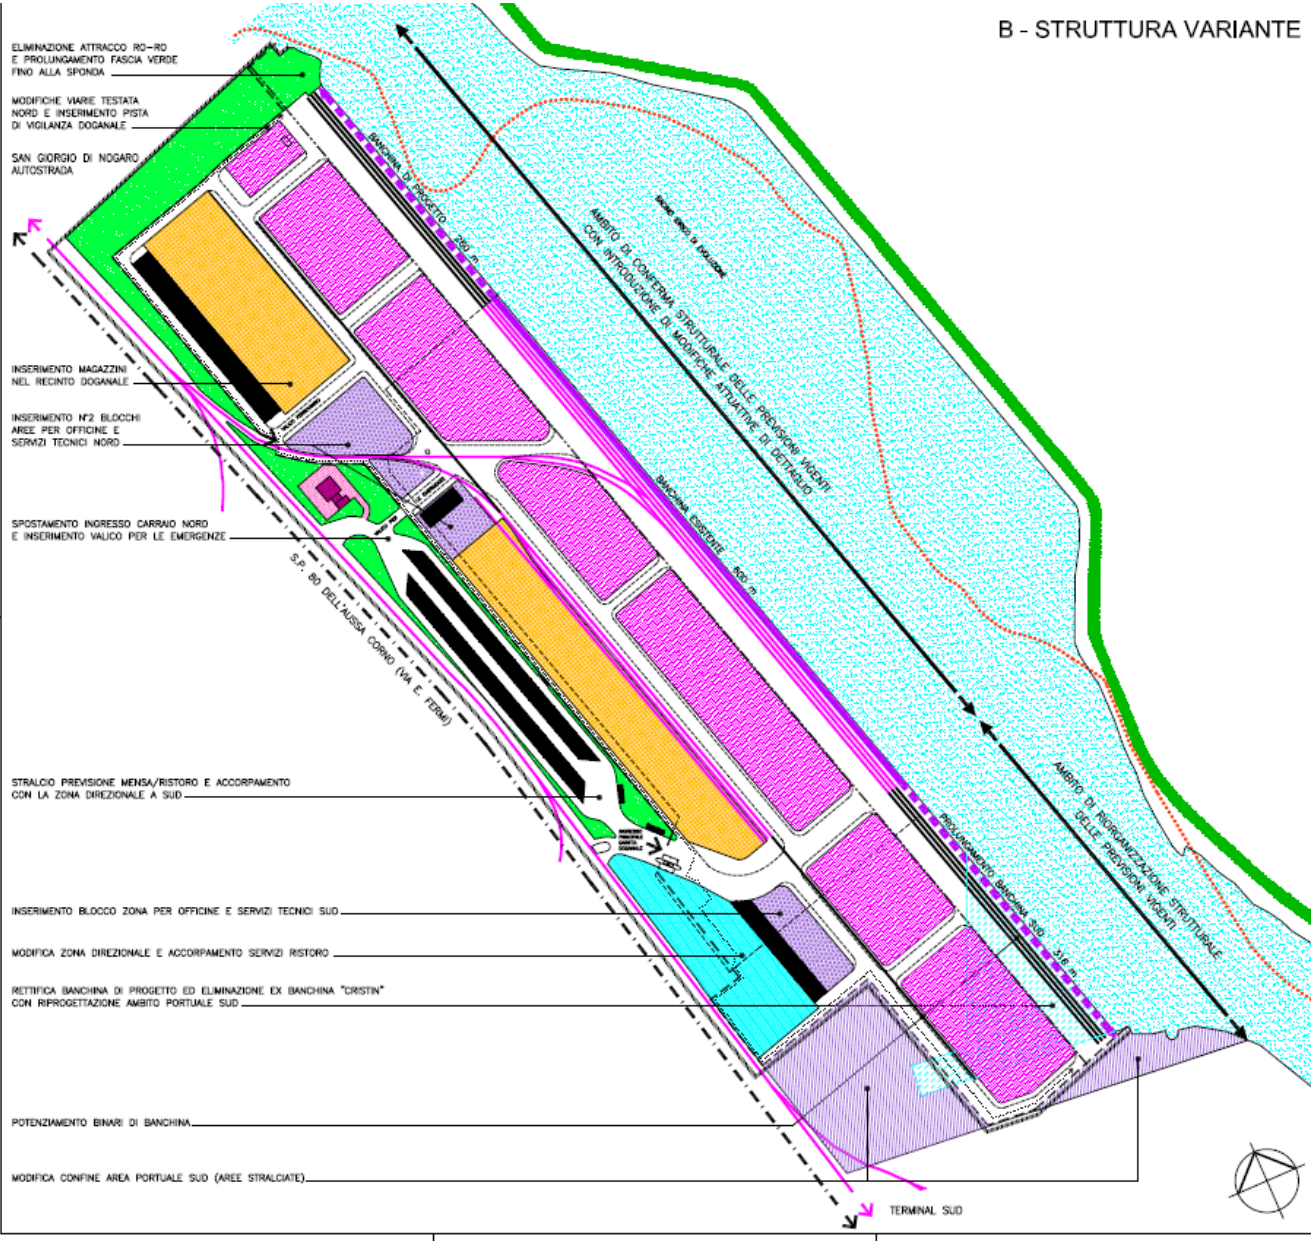 B - STRUTTURA VARIANTE
ELIMINAZIONE ATTRACCO RO-RO
E PROLUNGAMENTO FASCIA VERDE
FINO ALLA SPONDA
MODIFICHE VIARIE TESTATA
NORD E INSERIMENTO PISTA
DI VIGILANZA DOGANALE
SAN GIORGIO DI NOGARO
AUTOSTRADA
BANCHINA DI PROGETTO 260 m
AMBITO DI CONFERMA STRUTTURALE DELLE PREVISIONI VIGENTI
CON INTRODUZIONE DI MODIFICHE ATTUATIVE DI DETTAGLIO
INSERIMENTO MAGAZZINI
NEL RECINTO DOGANALE
INSERIMENTO N°2 BLOCCHI
AREE PER OFFICINE E
SERVIZI TECNICI NORD
BANCHINA ESISTENTE 600 m
SPOSTAMENTO INGRESSO CARRAIO NORD
E INSERIMENTO VALICO PER LE EMERGENZE
S.P. 80 DELL'AUSSA CORNO (VIA E. FERMI)
STRALCIO PREVISIONE MENSA/RISTORO E ACCORPAMENTO
CON LA ZONA DIREZIONALE A SUD
INGRESSO
PRINCIPALE
DOGANALE
AMBITO DI RIORGANIZZAZIONE STRUTTURALE
DELLE PREVISIONI VIGENTI
PROLUNGAMENTO BANCHINA SUD 316 m
INSERIMENTO BLOCCO ZONA PER OFFICINE E SERVIZI TECNICI SUD
MODIFICA ZONA DIREZIONALE E ACCORPAMENTO SERVIZI RISTORO
RETTIFICA BANCHINA DI PROGETTO ED ELIMINAZIONE EX BANCHINA "CRISTIN"
CON RIPROGETTAZIONE AMBITO PORTUALE SUD
POTENZIAMENTO BINARI DI BANCHINA
MODIFICA CONFINE AREA PORTUALE SUD (AREE STRALCIATE)
TERMINAL SUD